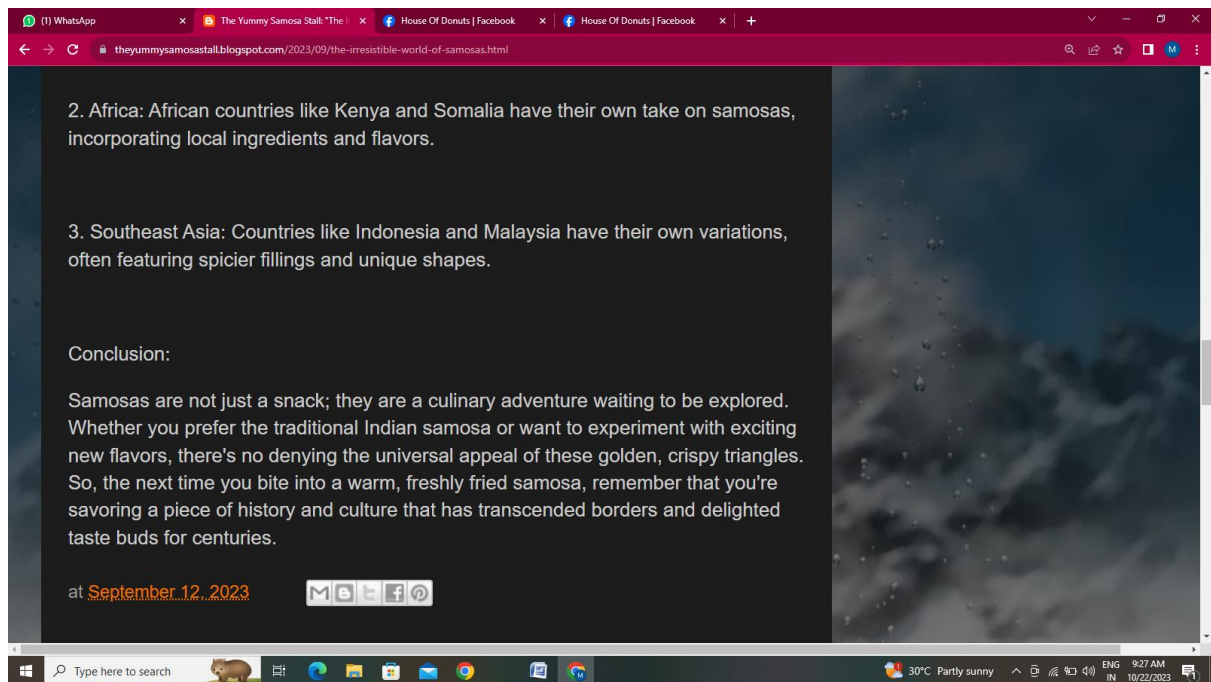 (1) WhatsApp
The Yummy Samosa Stall: "The I
House Of Donuts | Facebook
House Of Donuts | Facebook
theyummysamosastall.blogspot.com/2023/09/the-irresistible-world-of-samosas.html
M
2. Africa: African countries like Kenya and Somalia have their own take on samosas,
incorporating local ingredients and flavors.
3. Southeast Asia: Countries like Indonesia and Malaysia have their own variations,
often featuring spicier fillings and unique shapes.
Conclusion:
Samosas are not just a snack; they are a culinary adventure waiting to be explored.
Whether you prefer the traditional Indian samosa or want to experiment with exciting
new flavors, there's no denying the universal appeal of these golden, crispy triangles.
So, the next time you bite into a warm, freshly fried samosa, remember that you're
savoring a piece of history and culture that has transcended borders and delighted
taste buds for centuries.
at September 12, 2023
Type here to search
30°C Partly sunny
ENG
IN
9:27 AM
10/22/2023